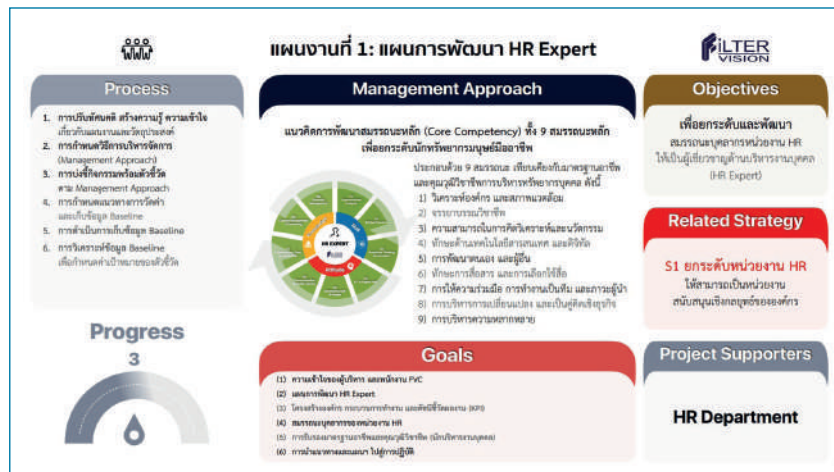 แผนงานที่ 1: แผนการพัฒนา HR Expert
FiLTER
VISION
Process
1. การปรับทัศนคติ สร้างความรู้ ความเข้าใจ
เกี่ยวกับแผนงานและวัตถุประสงค์
2. การกำหนดวิธีการบริหารจัดการ
(Management Approach)
3. การบ่งชี้กิจกรรมพร้อมตัวชี้วัด
ตาม Management Approach
4. การกำหนดแนวทางการวัดค่า
และเก็บข้อมูล Baseline
5. การดำเนินการเก็บข้อมูล Baseline
6. การวิเคราะห์ข้อมูล Baseline
เพื่อกำหนดค่าเป้าหมายของตัวชี้วัด
Progress
3
Management Approach
แนวคิดการพัฒนาสมรรถนะหลัก (Core Competency) ทั้ง 9 สมรรถนะหลัก
เพื่อยกระดับนักทรัพยากรมนุษย์มืออาชีพ
ประกอบด้วย 9 สมรรถนะ เทียบเคียงกับมาตรฐานอาชีพ
และคุณวุฒิวิชาชีพการบริหารทรัพยากรบุคคล ดังนี้
1) วิเคราะห์องค์กร และสภาพแวดล้อม
2) จรรยาบรรณวิชาชีพ
3) ความสามารถในการคิดวิเคราะห์และนวัตกรรม
4) ทักษะด้านเทคโนโลยีสารสนเทศ และดิจิทัล
5) การพัฒนาตนเอง และผู้อื่น
6) ทักษะการสื่อสาร และการเลือกใช้สื่อ
7) การให้ความร่วมมือ การทำงานเป็นทีม และภาวะผู้นำ
8) การบริหารการเปลี่ยนแปลง และเป็นคู่คิดเชิงธุรกิจ
9) การบริหารความหลากหลาย
HR EXPERT
Goals
(1) ความเข้าใจของผู้บริหาร และพนักงาน FVC
(2) แผนการพัฒนา HR Expert
(3) โครงสร้างองค์กร กระบวนการทำงาน และดัชนีชี้วัดผลงาน (KPI)
(4) สมรรถนะบุคลากรของหน่วยงาน HR
(5) การรับรองมาตรฐานอาชีพและคุณวุฒิวิชาชีพ (นักบริหารงานบุคคล)
(6) การนำแนวทางและแผนฯ ไปสู่การปฏิบัติ
Objectives
เพื่อยกระดับและพัฒนา
สมรรถนะบุคลากรหน่วยงาน HR
ให้เป็นผู้เชี่ยวชาญด้านบริหารงานบุคคล
(HR Expert)
Related Strategy
S1 ยกระดับหน่วยงาน HR
ให้สามารถเป็นหน่วยงาน
สนับสนุนเชิงกลยุทธ์ขององค์กร
Project Supporters
HR Department